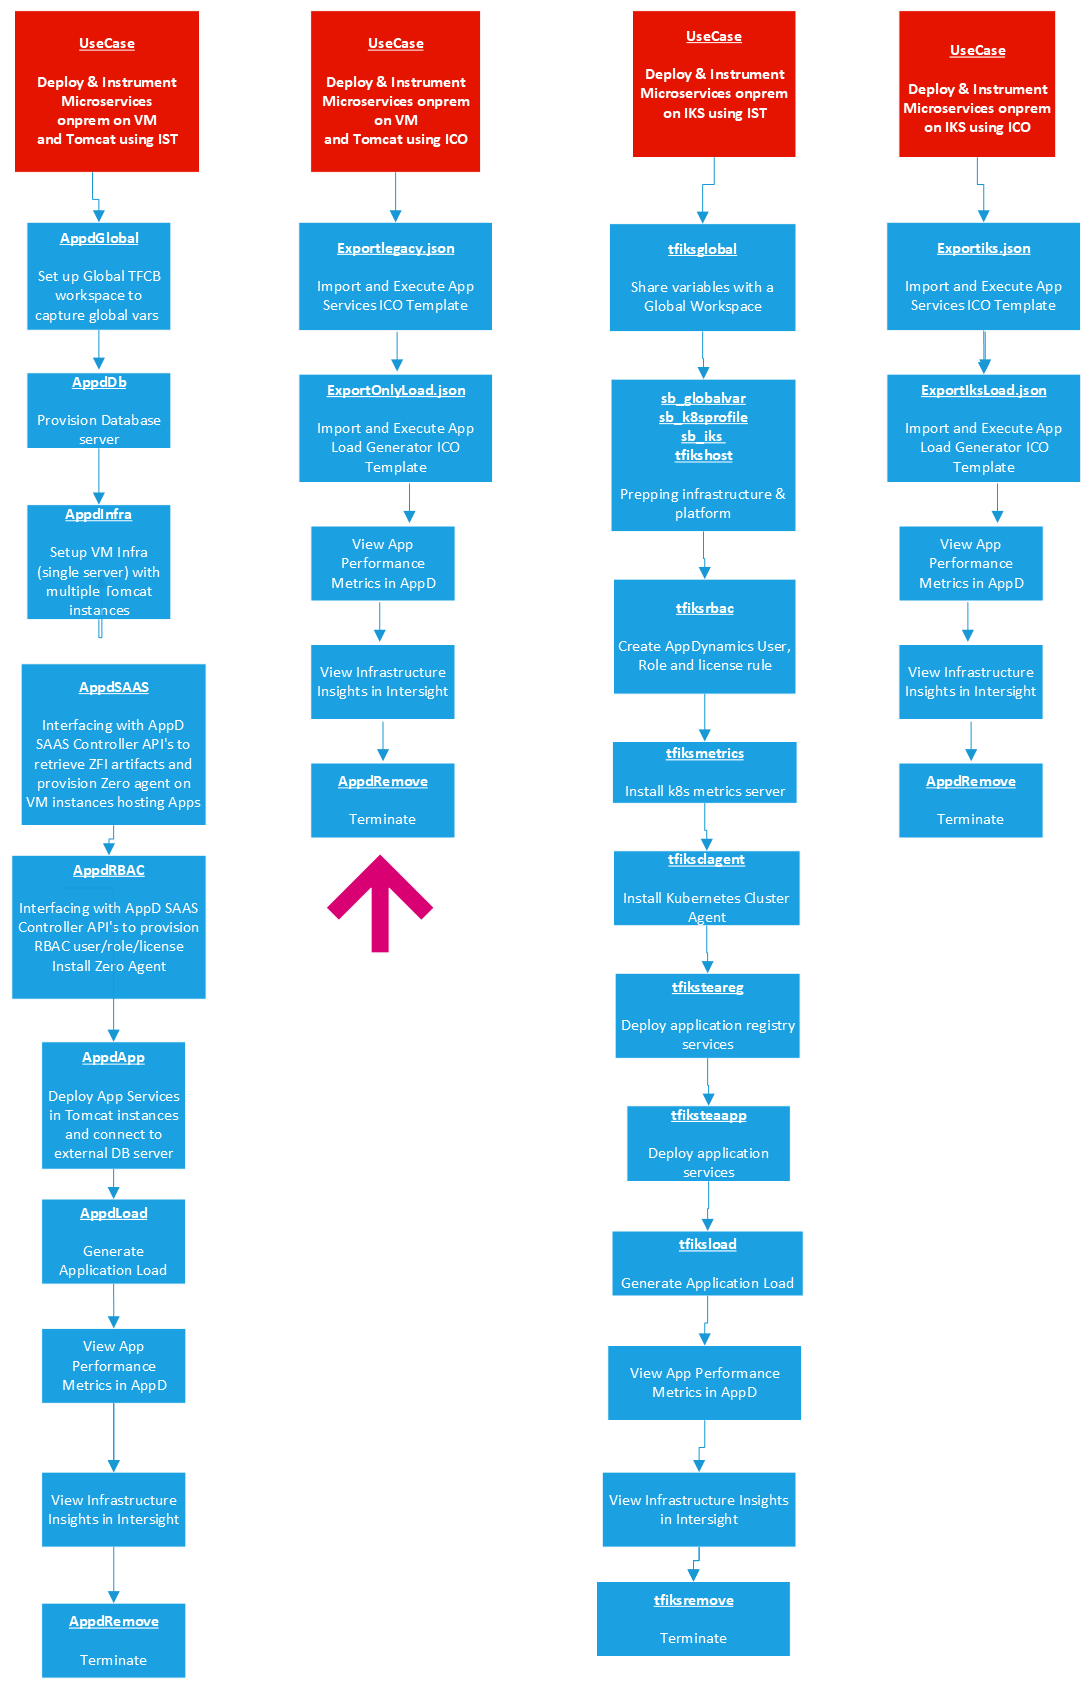 UseCase
Deploy & Instrument
Microservices
onprem on VM
and Tomcat using IST
AppdGlobal
Set up Global TFCB
workspace to
capture global vars
AppdDb
Provision Database
server
AppdInfra
Setup VM Infra
(single server) with
multiple Tomcat
instances
AppdSAAS
Interfacing with AppD
SAAS Controller API's to
retrieve ZFI artifacts and
provision Zero agent on
VM instances hosting Apps
AppdRBAC
Interfacing with AppD SAAS
Controller API's to provision
RBAC user/role/license
Install Zero Agent
AppdApp
Deploy App Services
in Tomcat instances
and connect to
external DB server
AppdLoad
Generate
Application Load
View App
Performance
Metrics in AppD
View Infrastructure
Insights in Intersight
AppdRemove
Terminate
UseCase
Deploy & Instrument
Microservices onprem
on VM
and Tomcat using ICO
Exportlegacy.json
Import and Execute App
Services ICO Template
ExportOnlyLoad.json
Import and Execute App
Load Generator ICO
Template
View App
Performance
Metrics in AppD
View Infrastructure
Insights in Intersight
AppdRemove
Terminate
UseCase
Deploy & Instrument
Microservices onprem
on IKS using IST
tfiksglobal
Share variables with a
Global Workspace
sb_globalvar
sb_k8sprofile
sb_iks
tfikshost
Prepping infrastructure &
platform
tfiksrbac
Create AppDynamics User,
Role and license rule
tfiksmetrics
Install k8s metrics server
tfiksclagent
Install Kubernetes Cluster
Agent
tfiksteareg
Deploy application registry
services
tfiksteaapp
Deploy application
services
tfiksload
Generate Application Load
View App Performance
Metrics in AppD
View Infrastructure Insights
in Intersight
tfiksremove
Terminate
UseCase
Deploy & Instrument
Microservices onprem
on IKS using ICO
Exportiks.json
Import and Execute App
Services ICO Template
ExportIksLoad.json
Import and Execute App
Load Generator ICO
Template
View App
Performance
Metrics in AppD
View Infrastructure
Insights in Intersight
AppdRemove
Terminate